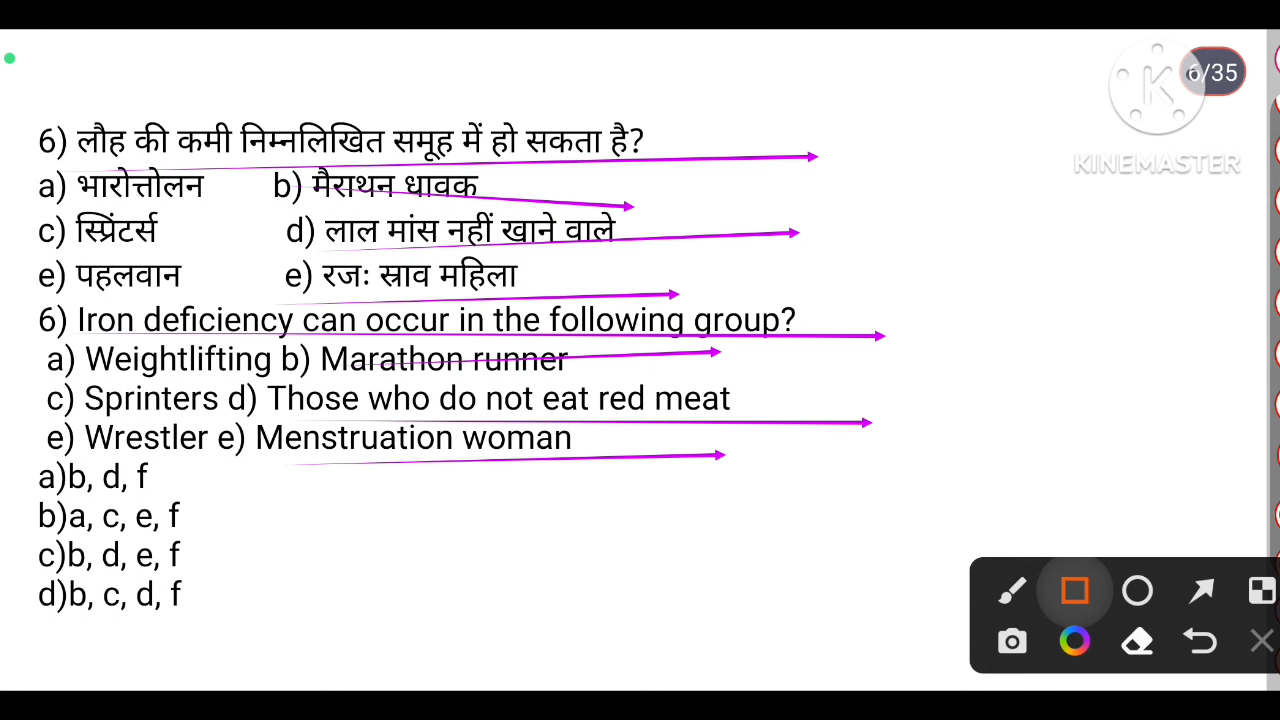 6/35
KINEMASTER
6) लौह की कमी निम्नलिखित समूह में हो सकता है?
a) भारोत्तोलन b) मैराथन धावक
c) स्प्रिंटर्स d) लाल मांस नहीं खाने वाले
e) पहलवान e) रजः स्राव महिला
6) Iron deficiency can occur in the following group?
a) Weightlifting b) Marathon runner
c) Sprinters d) Those who do not eat red meat
e) Wrestler e) Menstruation woman
a)b, d, f
b)a, c, e, f
c)b, d, e, f
d)b, c, d, f